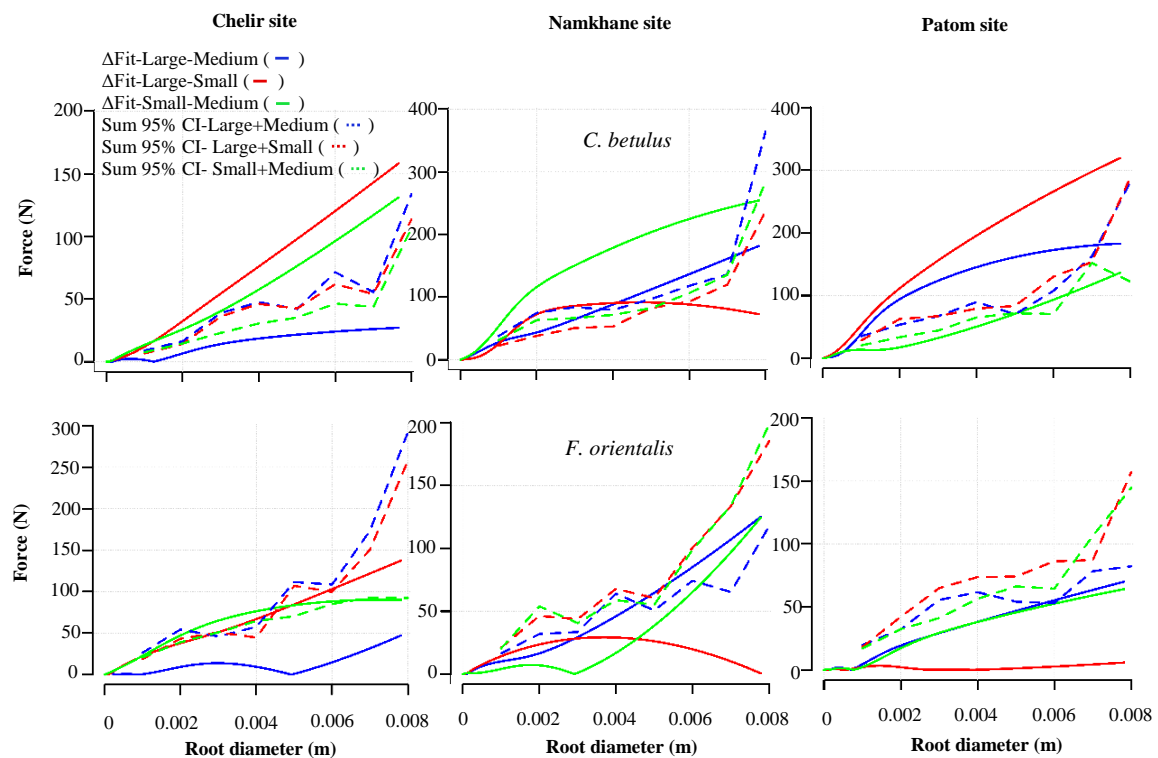 Chelir site
Namkhane site
Patom site
ΔFit-Large-Medium ( — )
ΔFit-Large-Small ( — )
ΔFit-Small-Medium ( — )
Sum 95% CI-Large+Medium ( ··· )
Sum 95% CI- Large+Small ( ··· )
Sum 95% CI- Small+Medium ( ··· )
Force (N)
200
150
100
50
0
400
300
200
100
0
C. betulus
400
300
200
100
0
Force (N)
300
250
200
150
100
50
0
200
150
100
50
0
F. orientalis
200
150
100
50
0
0 0.002 0.004 0.006 0.008
0 0.002 0.004 0.006 0.008
0 0.002 0.004 0.006 0.008
Root diameter (m)
Root diameter (m)
Root diameter (m)